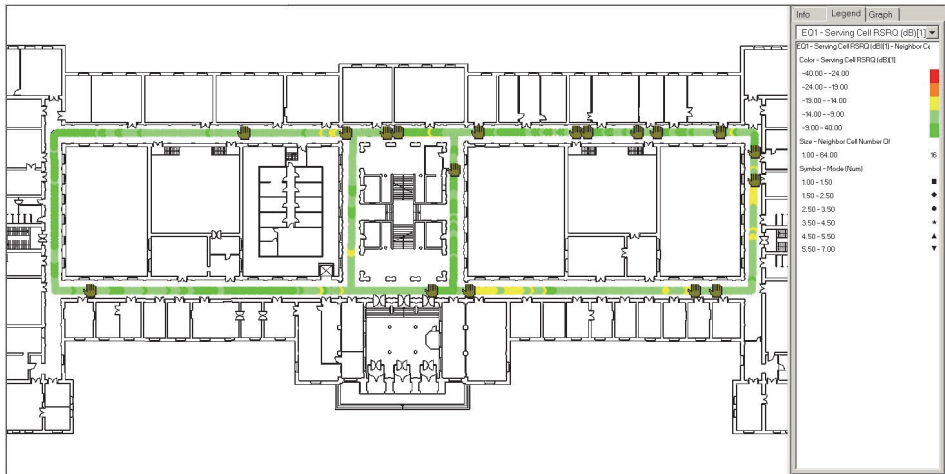 Info Legend Graph
EQ1 - Serving Cell RSRQ (dB)[1]
EQ1 - Serving Cell RSRQ (dB)[1] - Neighbor Ce
Color - Serving Cell RSRQ (dB)[1]
-40.00 - -24.00
-24.00 - -19.00
-19.00 - -14.00
-14.00 - -9.00
-9.00 - 40.00
Size - Neighbor Cell Number Of
1.00 - 64.00 16
Symbol - Mode (Num)
1.00 - 1.50
1.50 - 2.50
2.50 - 3.50
3.50 - 4.50
4.50 - 5.50
5.50 - 7.00